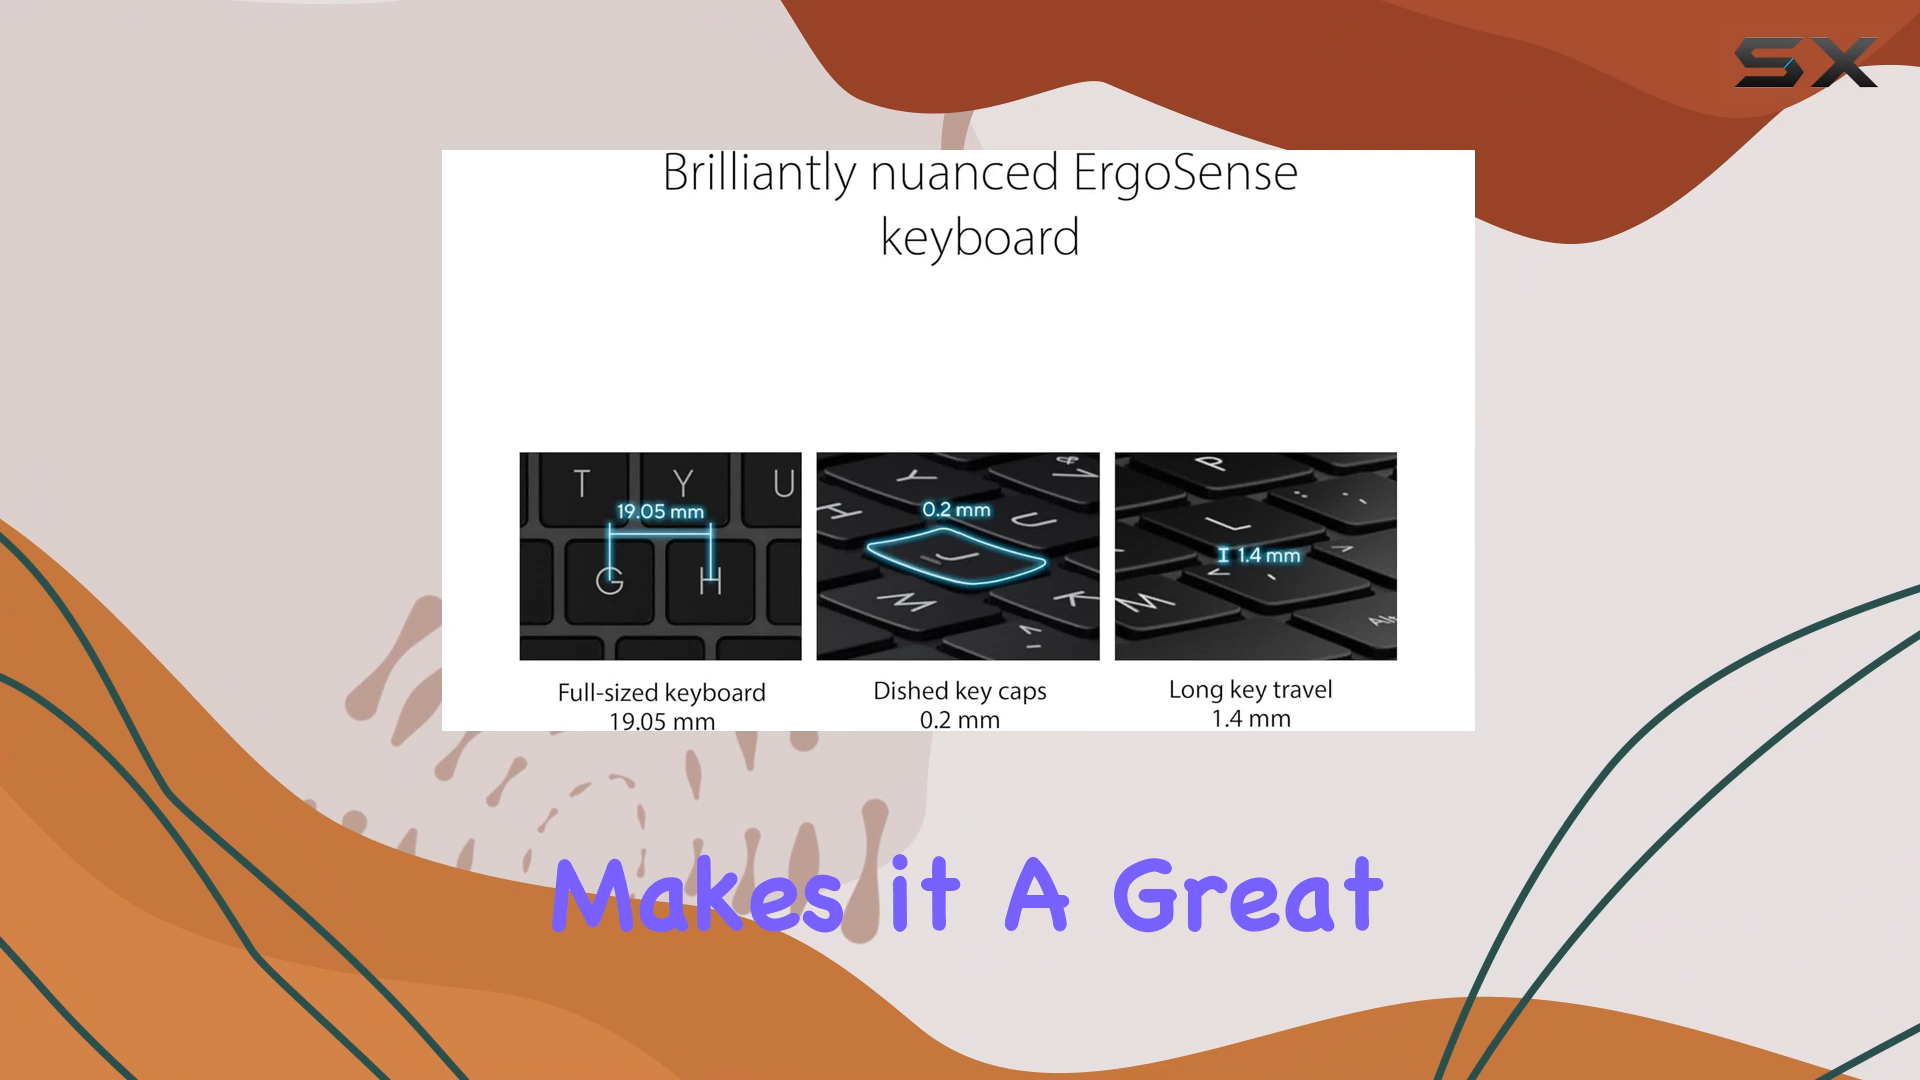 SX
Brilliantly nuanced ErgoSense
keyboard
T Y U
19.05 mm
G H
Y &
H 0.2 mm U
J
M K
P
L
1.4 mm
M
Alt
Full-sized keyboard
19.05 mm
Dished key caps
0.2 mm
Long key travel
1.4 mm
Makes it A Great